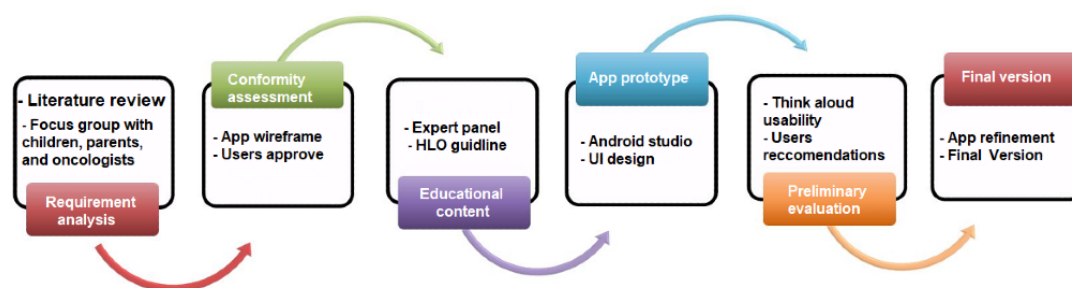 - Literature review
- Focus group with
children, parents,
and oncologists
Requirement
analysis
Conformity
assessment
- App wireframe
- Users approve
- Expert panel
- HLO guidline
Educational
content
App prototype
- Android studio
- UI design
- Think aloud
usability
- Users
reccomendations
Preliminary
evaluation
Final version
- App refinement
- Final Version